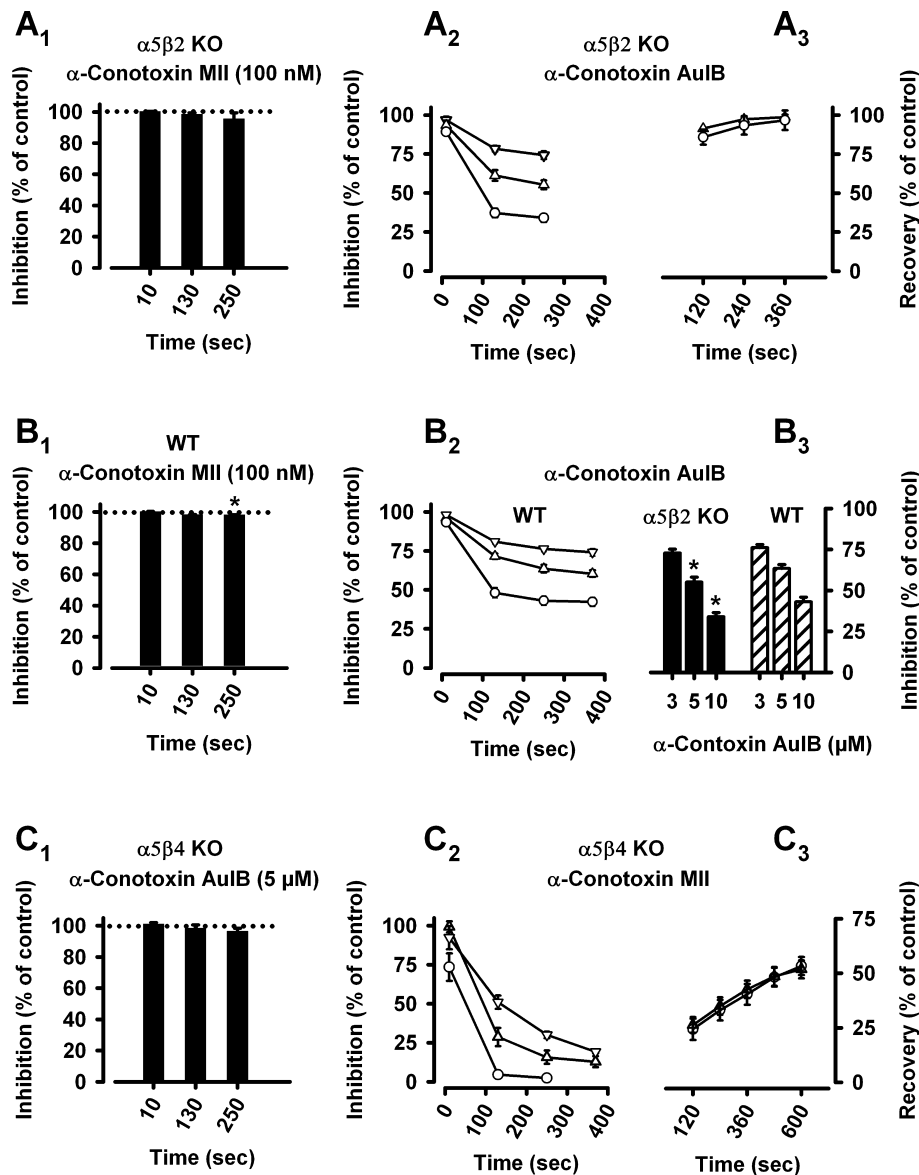 A1
α5β2 KO
α-Conotoxin MII (100 nM)
Inhibition (% of control)
100
80
60
40
20
0
10
130
250
Time (sec)
A2
α5β2 KO
α-Conotoxin AuIB
Inhibition (% of control)
100
75
50
25
0
0
100
200
300
400
Time (sec)
A3
120
240
360
Time (sec)
100
75
50
25
0
Recovery (% of control)
B1
WT
α-Conotoxin MII (100 nM)
Inhibition (% of control)
100
80
60
40
20
0
*
10
130
250
Time (sec)
B2
α-Conotoxin AuIB
WT
Inhibition (% of control)
100
75
50
25
0
0
100
200
300
400
Time (sec)
B3
α5β2 KO
WT
*
*
3
5
10
3
5
10
α-Contoxin AuIB (µM)
100
75
50
25
0
Inhibition (% of control)
C1
α5β4 KO
α-Conotoxin AuIB (5 µM)
Inhibition (% of control)
100
80
60
40
20
0
10
130
250
Time (sec)
C2
α5β4 KO
α-Conotoxin MII
Inhibition (% of control)
100
75
50
25
0
0
100
200
300
400
Time (sec)
C3
120
360
600
Time (sec)
75
50
25
0
Recovery (% of control)